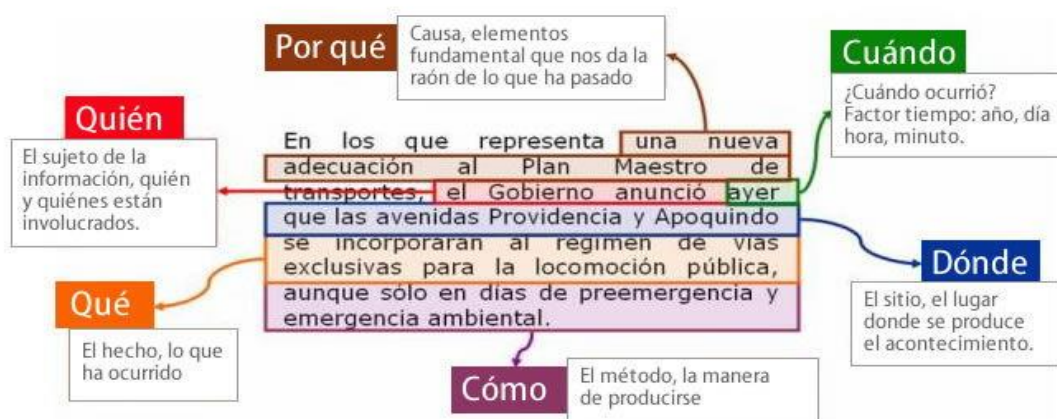 Por qué
Causa, elementos
fundamental que nos da la
raón de lo que ha pasado
Cuándo
¿Cuándo ocurrió?
Factor tiempo: año, día
hora, minuto.
Quién
El sujeto de la
información, quién
y quiénes están
involucrados.
En los que representa una nueva
adecuación al Plan Maestro de
transportes, el Gobierno anunció ayer
que las avenidas Providencia y Apoquindo
se incorporarán al régimen de vías
exclusivas para la locomoción pública,
aunque sólo en días de preemergencia y
emergencia ambiental.
Dónde
El sitio, el lugar
donde se produce
el acontecimiento.
Qué
El hecho, lo que
ha ocurrido
Cómo
El método, la manera
de producirse